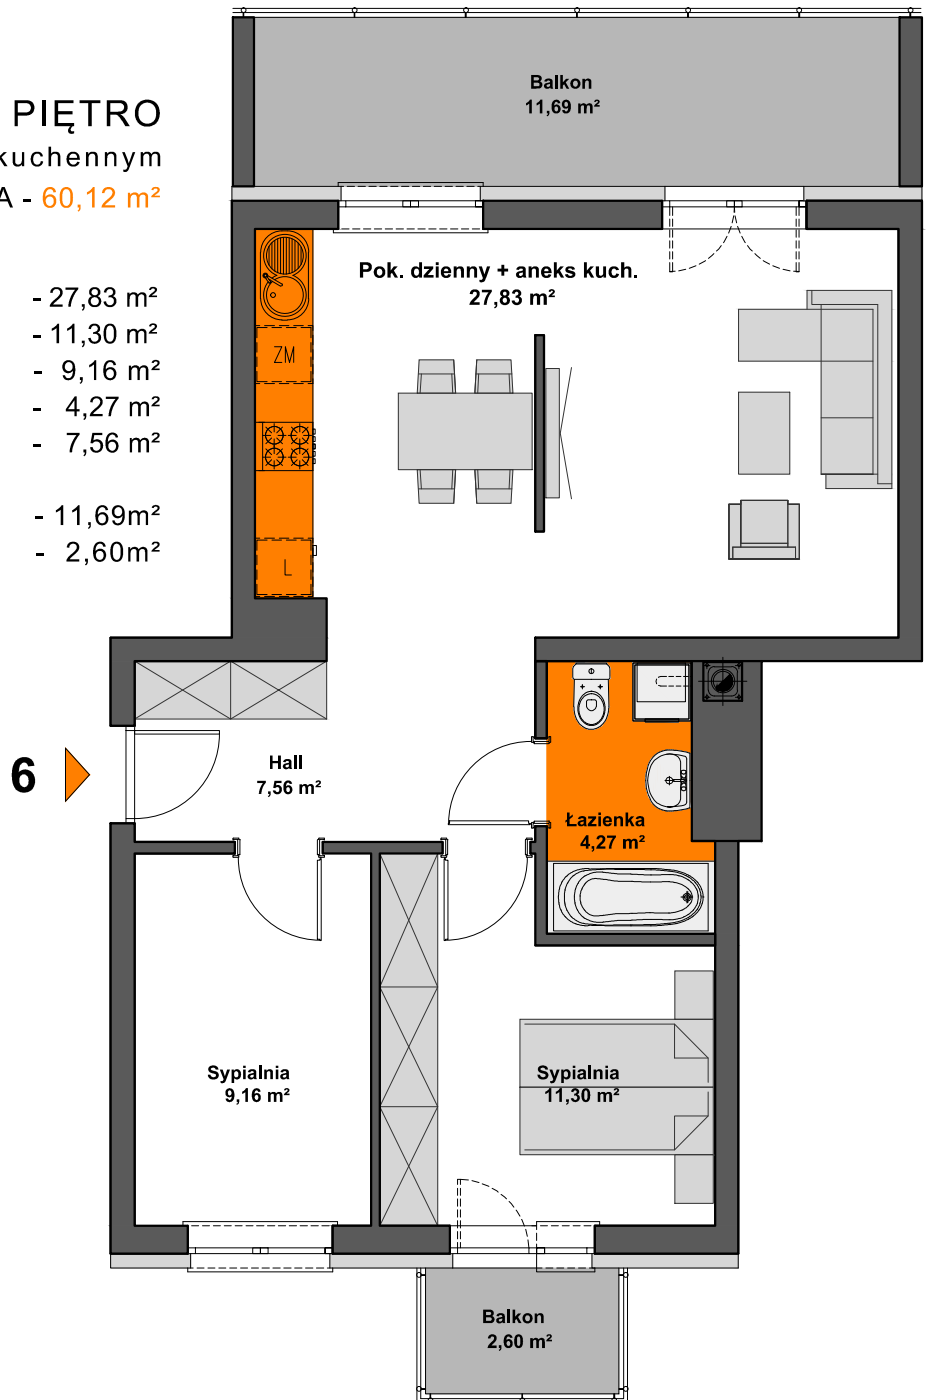 PIĘTRO
kuchennym
A - 60,12 m²
- 27,83 m²
- 11,30 m²
- 9,16 m²
- 4,27 m²
- 7,56 m²
- 11,69m²
- 2,60m²
Balkon
11,69 m²
Pok. dzienny + aneks kuch.
27,83 m²
ZM
L
6
Hall
7,56 m²
Łazienka
4,27 m²
Sypialnia
9,16 m²
Sypialnia
11,30 m²
Balkon
2,60 m²